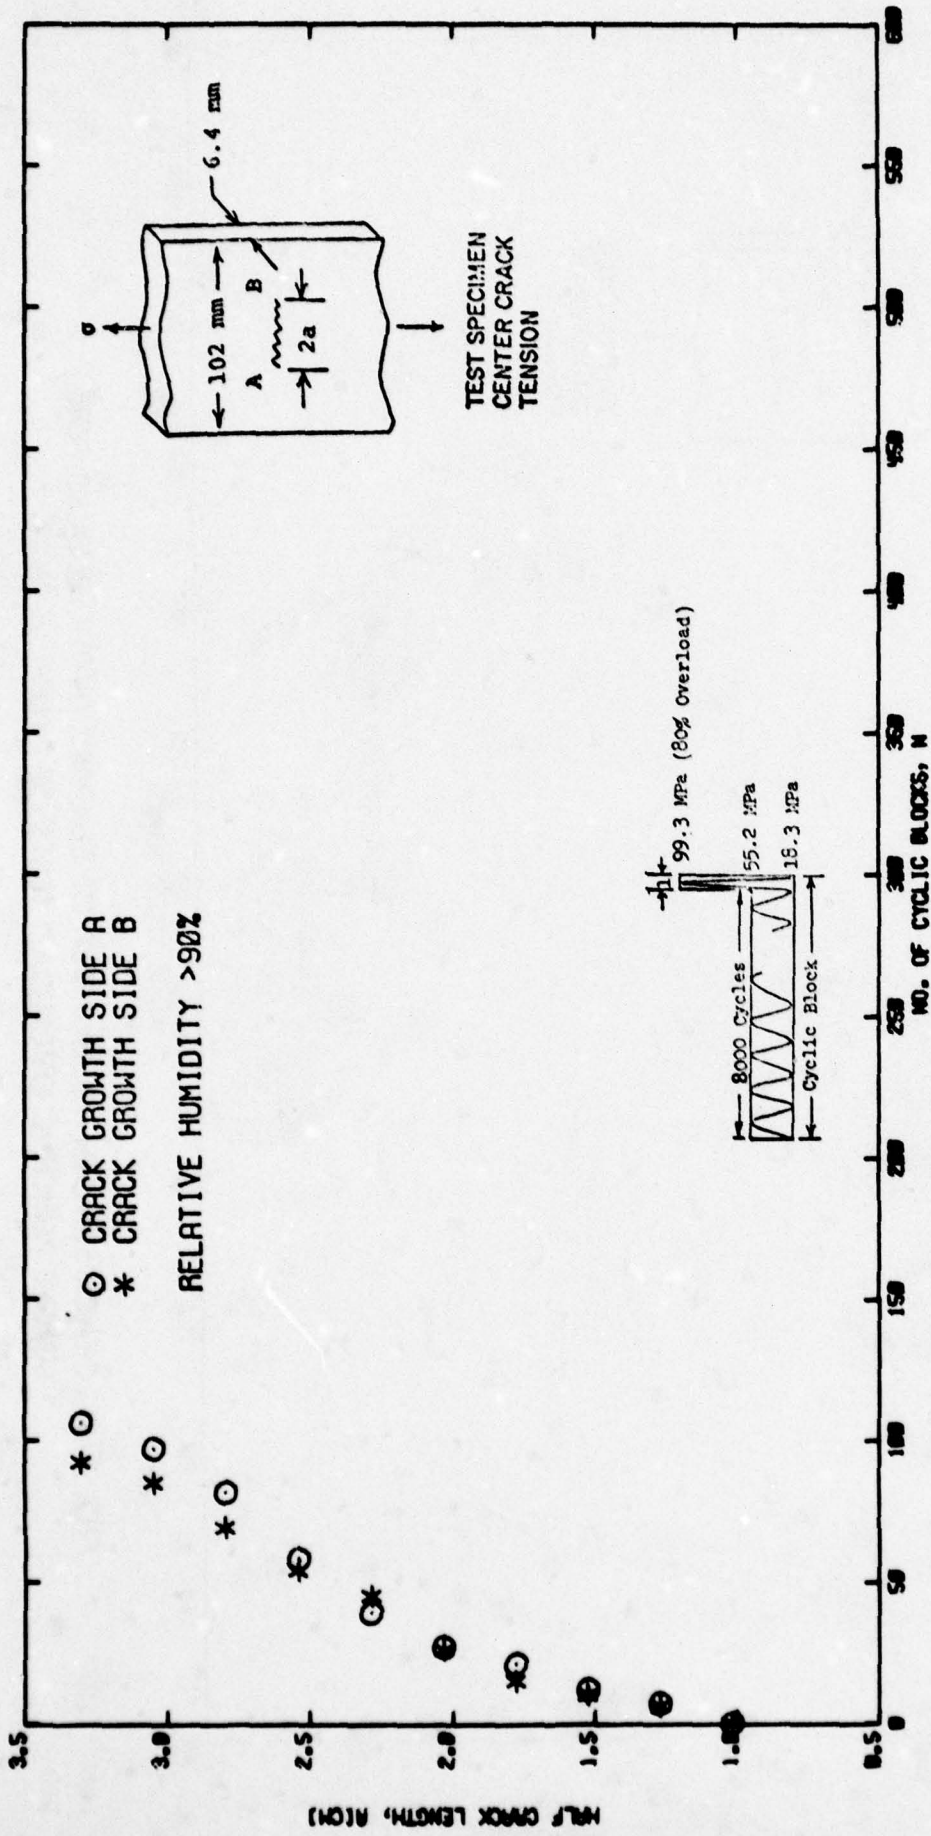 3.5
3.0
2.5
2.0
1.5
1.0
0.5
HALF CRACK LENGTH, A(CM)
⊙ CRACK GROWTH SIDE A
* CRACK GROWTH SIDE B
RELATIVE HUMIDITY >90%
σ
102 mm
6.4 mm
A
B
2a
TEST SPECIMEN
CENTER CRACK
TENSION
99.3 MPa (80% Overload)
8000 Cycles
55.2 MPa
18.3 MPa
Cyclic Block
0 50 100 150 200 250 300 350 400 450 500 550 600
NO. OF CYCLIC BLOCKS, N